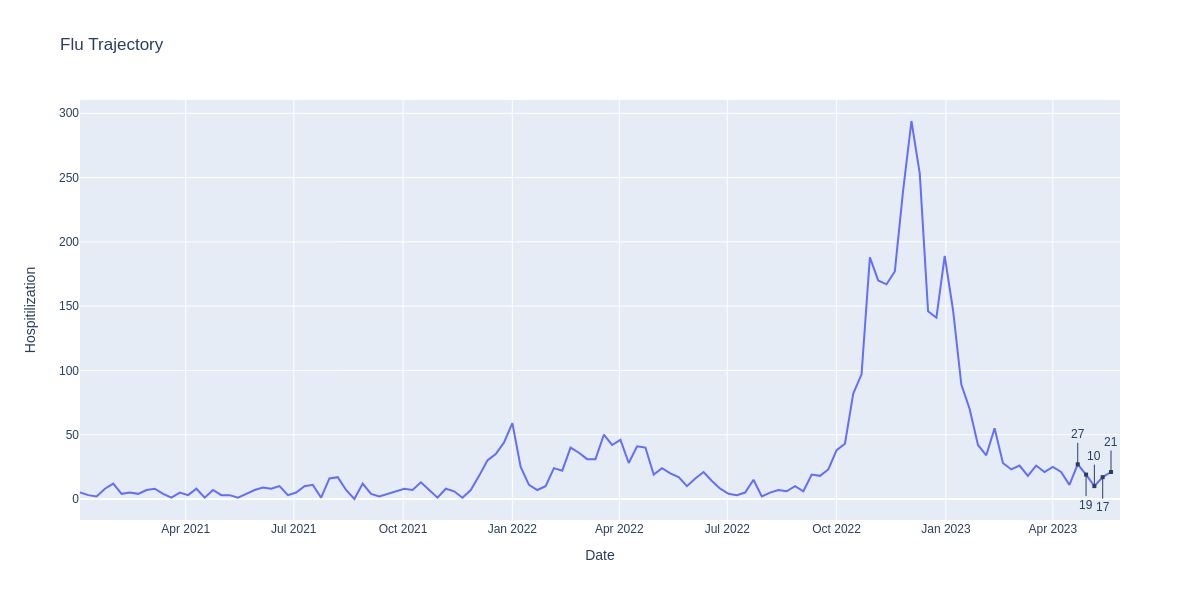 Flu Trajectory
300
250
200
150
100
50
0
Hospitilization
27
21
10
19
17
Apr 2021
Jul 2021
Oct 2021
Jan 2022
Apr 2022
Jul 2022
Oct 2022
Jan 2023
Apr 2023
Date